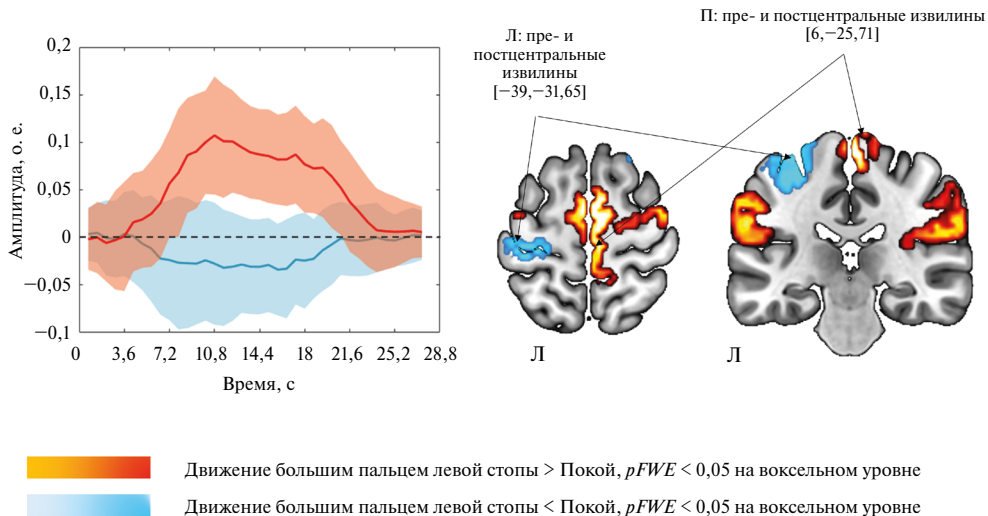 П: пре- и постцентральные извилины
[6,−25,71]
Л: пре- и
постцентральные
извилины
[−39,−31,65]
Амплитуда, о. е.
0,2
0,15
0,1
0,05
0
−0,05
−0,1
0 3,6 7,2 10,8 14,4 18 21,6 25,2 28,8
Время, с
Л
Л
Движение большим пальцем левой стопы > Покой, pFWE < 0,05 на воксельном уровне
Движение большим пальцем левой стопы < Покой, pFWE < 0,05 на воксельном уровне